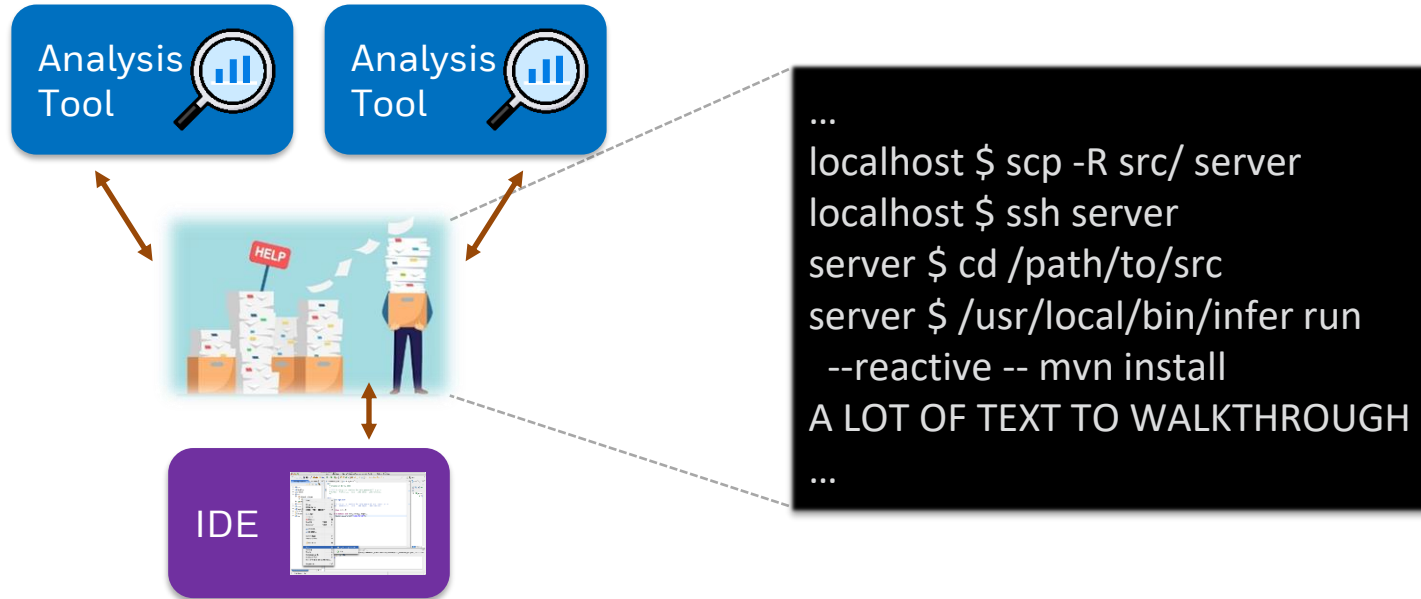 Analysis
Tool
Analysis
Tool
HELP
IDE
...
localhost $ scp -R src/ server
localhost $ ssh server
server $ cd /path/to/src
server $ /usr/local/bin/infer run
--reactive -- mvn install
A LOT OF TEXT TO WALKTHROUGH
...